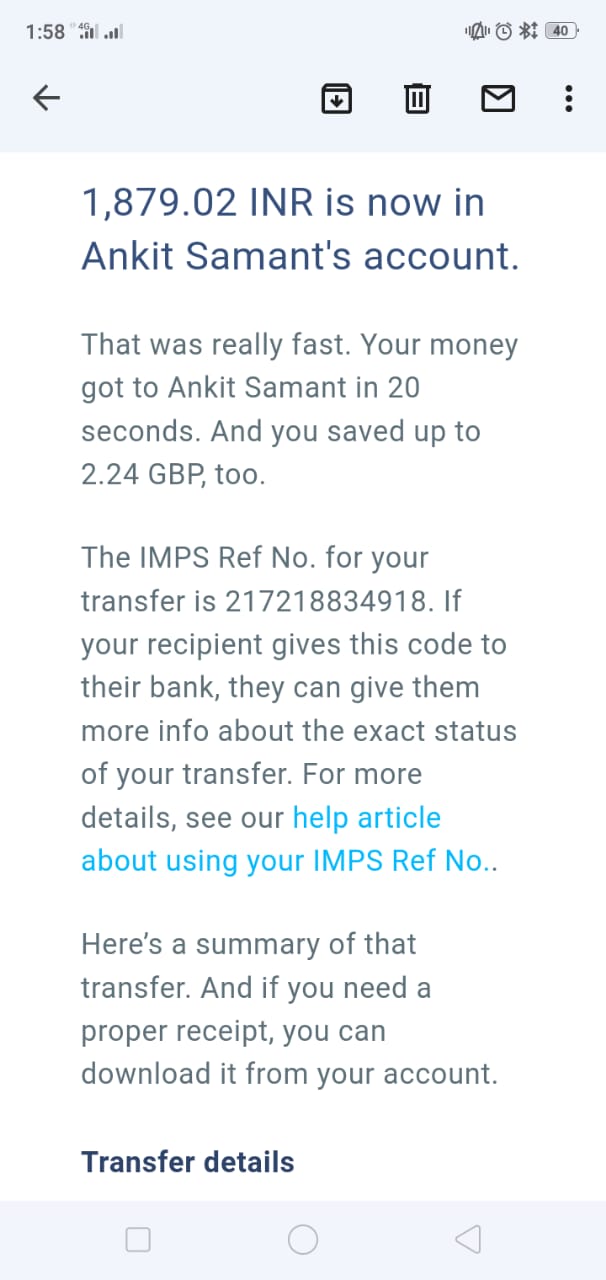 1:58 4G 40
1,879.02 INR is now in
Ankit Samant's account.
That was really fast. Your money
got to Ankit Samant in 20
seconds. And you saved up to
2.24 GBP, too.
The IMPS Ref No. for your
transfer is 217218834918. If
your recipient gives this code to
their bank, they can give them
more info about the exact status
of your transfer. For more
details, see our help article
about using your IMPS Ref No..
Here’s a summary of that
transfer. And if you need a
proper receipt, you can
download it from your account.
Transfer details